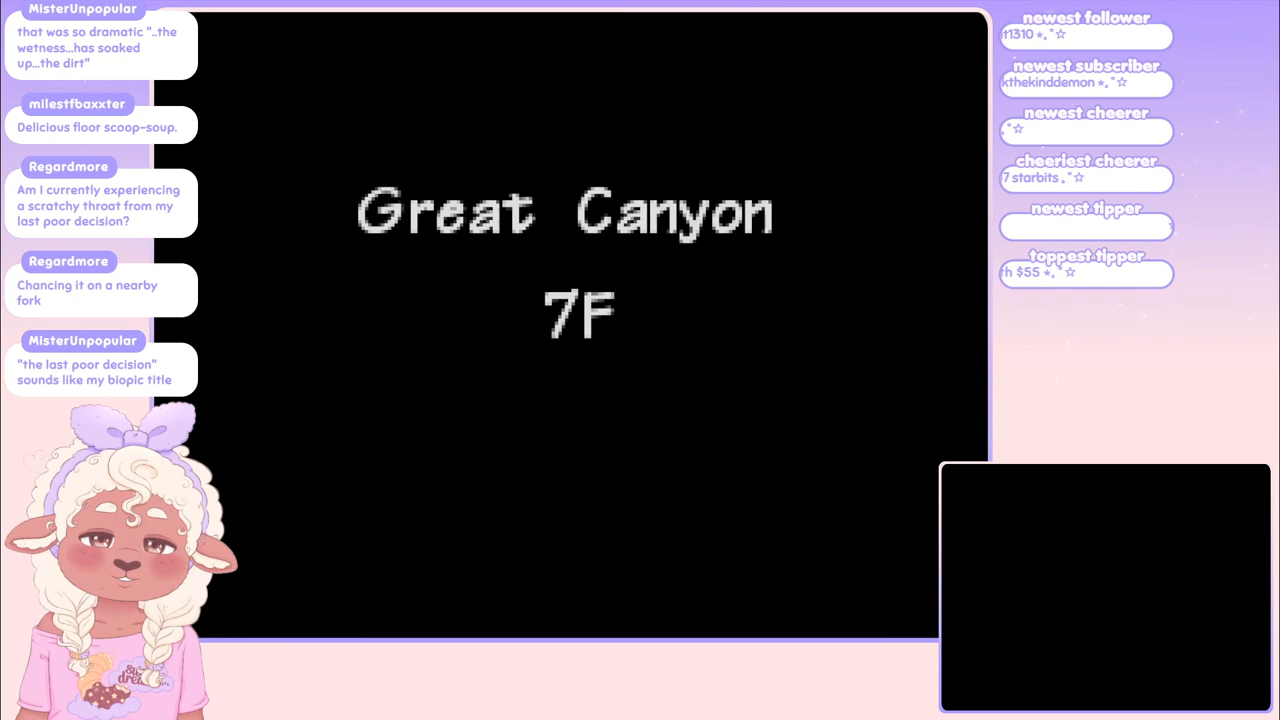 MisterUnpopular
that was so dramatic "..the
wetness...has soaked
up...the dirt"
milestfbaxxter
Delicious floor scoop-soup.
Regardmore
Am I currently experiencing
a scratchy throat from my
last poor decision?
Regardmore
Chancing it on a nearby
fork
MisterUnpopular
"the last poor decision"
sounds like my biopic title
Great Canyon
7F
newest follower
t1310 ⋆｡˚☆
newest subscriber
kthekinddemon ⋆｡˚☆
newest cheerer
｡˚☆
cheeriest cheerer
7 starbits ｡˚☆
newest tipper
toppest tipper
h $55 ⋆｡˚☆